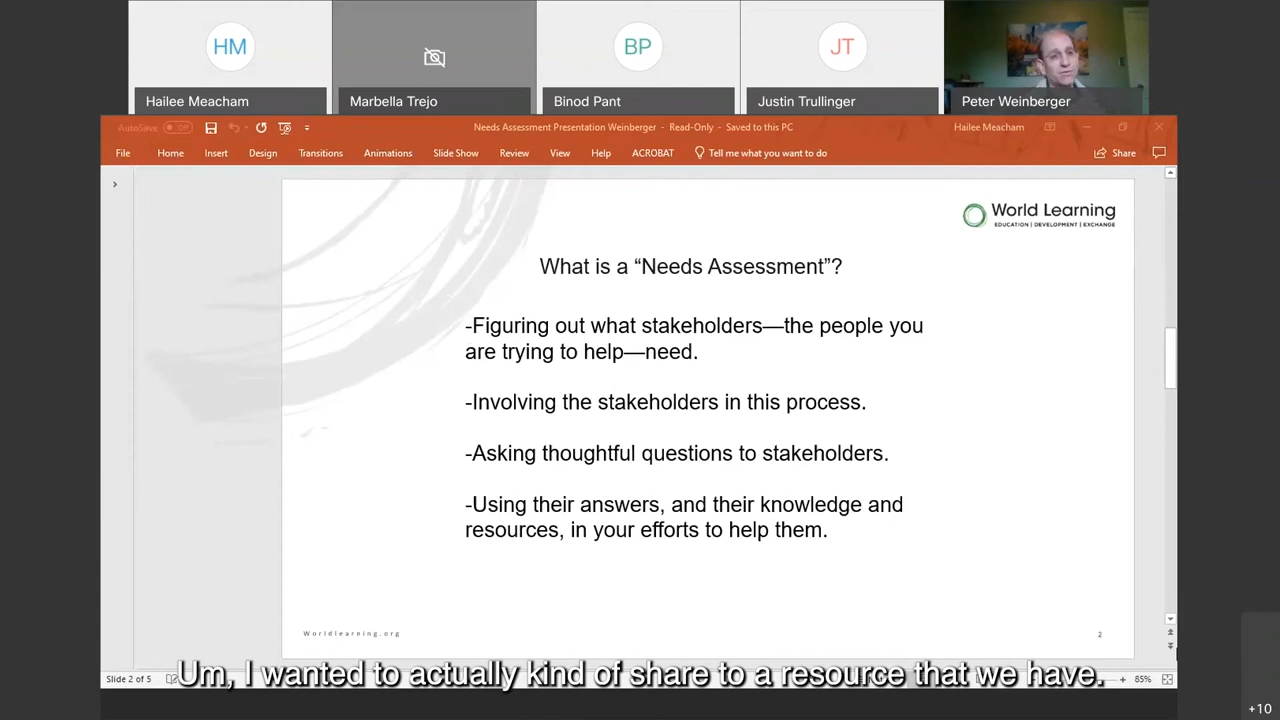 HM
BP
JT
Hailee Meacham
Marbella Trejo
Binod Pant
Justin Trullinger
Peter Weinberger
AutoSave
Off
Needs Assessment Presentation Weinberger - Read-Only - Saved to this PC
Hailee Meacham
File Home Insert Design Transitions Animations Slide Show Review View Help ACROBAT Tell me what you want to do Share
World Learning
EDUCATION | DEVELOPMENT | EXCHANGE
What is a “Needs Assessment”?
-Figuring out what stakeholders—the people you
are trying to help—need.
-Involving the stakeholders in this process.
-Asking thoughtful questions to stakeholders.
-Using their answers, and their knowledge and
resources, in your efforts to help them.
Worldlearning.org
2
Um, I wanted to actually kind of share to a resource that we have.
Slide 2 of 5
85%
+10